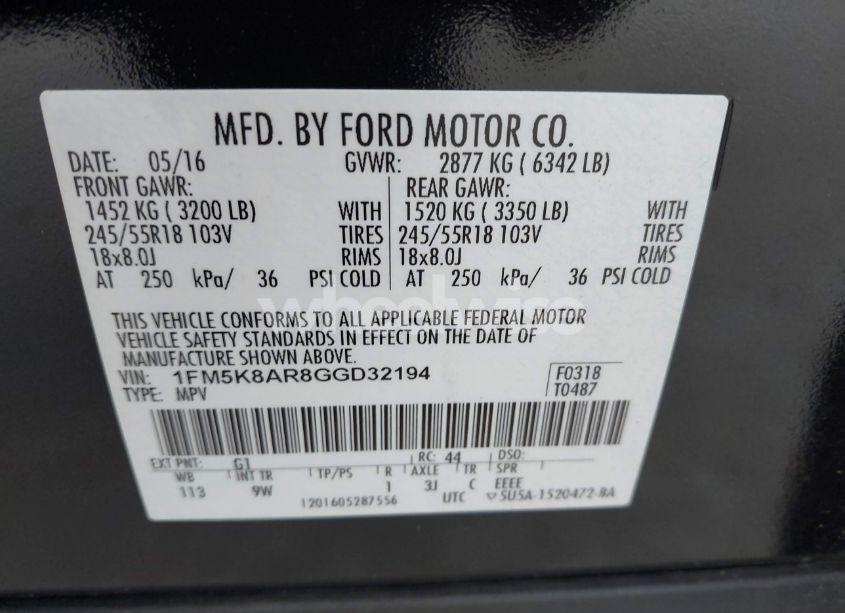 MFD. BY FORD MOTOR CO.
DATE: 05/16 GVWR: 2877 KG ( 6342 LB)
FRONT GAWR: REAR GAWR:
1452 KG ( 3200 LB) WITH 1520 KG ( 3350 LB) WITH
245/55R18 103V TIRES 245/55R18 103V TIRES
18x8.0J RIMS 18x8.0J RIMS
AT 250 kPa/ 36 PSI COLD AT 250 kPa/ 36 PSI COLD
wheelwise
THIS VEHICLE CONFORMS TO ALL APPLICABLE FEDERAL MOTOR
VEHICLE SAFETY STANDARDS IN EFFECT ON THE DATE OF
MANUFACTURE SHOWN ABOVE.
VIN: 1FM5K8AR8GGD32194 F0318
TYPE: MPV T0487
EXT PNT: G1 RC: 44 DSO:
WB INT TR TP/PS R AXLE TR SPR
113 9W 1 3J C EEEE
1201605287556 UTC 5U5A-1520472-BA